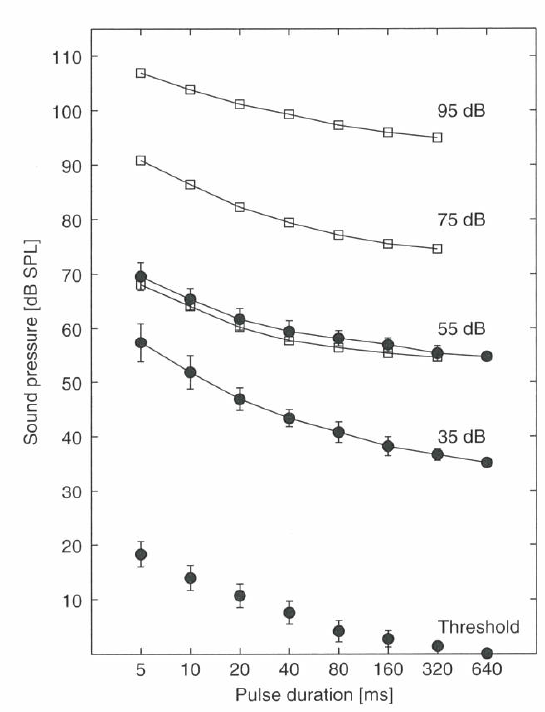 110
100
95 dB
90
80
75 dB
70
60
55 dB
50
40
35 dB
30
20
10
Threshold
5 10 20 40 80 160 320 640
Pulse duration [ms]
Sound pressure [dB SPL]